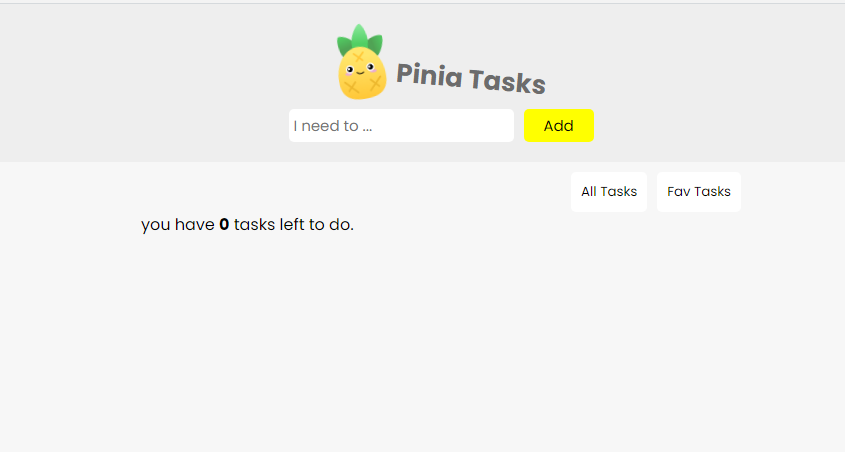 Pinia Tasks
I need to ...
Add
All Tasks
Fav Tasks
you have 0 tasks left to do.